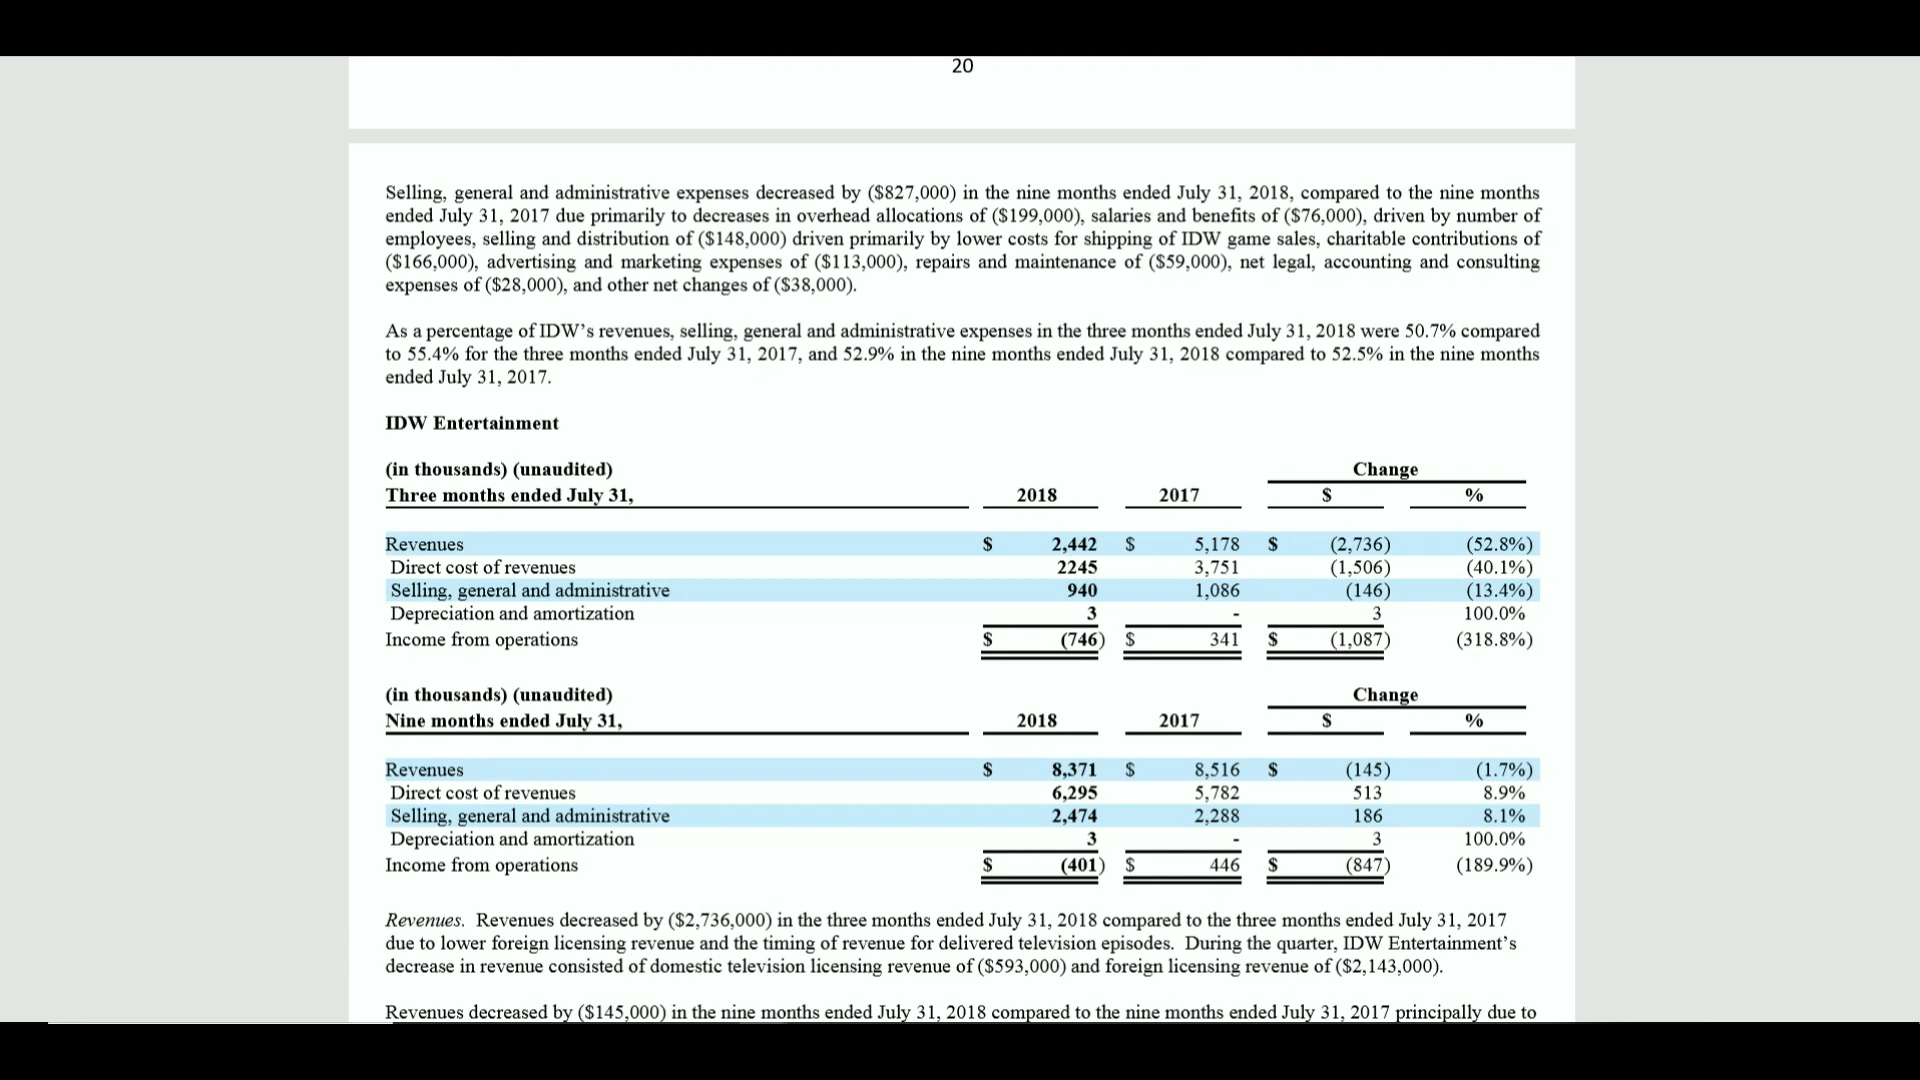 20
Selling, general and administrative expenses decreased by ($827,000) in the nine months ended July 31, 2018, compared to the nine months
ended July 31, 2017 due primarily to decreases in overhead allocations of ($199,000), salaries and benefits of ($76,000), driven by number of
employees, selling and distribution of ($148,000) driven primarily by lower costs for shipping of IDW game sales, charitable contributions of
($166,000), advertising and marketing expenses of ($113,000), repairs and maintenance of ($59,000), net legal, accounting and consulting
expenses of ($28,000), and other net changes of ($38,000).
As a percentage of IDW’s revenues, selling, general and administrative expenses in the three months ended July 31, 2018 were 50.7% compared
to 55.4% for the three months ended July 31, 2017, and 52.9% in the nine months ended July 31, 2018 compared to 52.5% in the nine months
ended July 31, 2017.
IDW Entertainment
(in thousands) (unaudited) Change
Three months ended July 31, 2018 2017 $ %
Revenues $ 2,442 $ 5,178 $ (2,736) (52.8%)
Direct cost of revenues 2245 3,751 (1,506) (40.1%)
Selling, general and administrative 940 1,086 (146) (13.4%)
Depreciation and amortization 3 - 3 100.0%
Income from operations $ (746) $ 341 $ (1,087) (318.8%)
(in thousands) (unaudited) Change
Nine months ended July 31, 2018 2017 $ %
Revenues $ 8,371 $ 8,516 $ (145) (1.7%)
Direct cost of revenues 6,295 5,782 513 8.9%
Selling, general and administrative 2,474 2,288 186 8.1%
Depreciation and amortization 3 - 3 100.0%
Income from operations $ (401) $ 446 $ (847) (189.9%)
Revenues. Revenues decreased by ($2,736,000) in the three months ended July 31, 2018 compared to the three months ended July 31, 2017
due to lower foreign licensing revenue and the timing of revenue for delivered television episodes. During the quarter, IDW Entertainment’s
decrease in revenue consisted of domestic television licensing revenue of ($593,000) and foreign licensing revenue of ($2,143,000).
Revenues decreased by ($145,000) in the nine months ended July 31, 2018 compared to the nine months ended July 31, 2017 principally due to